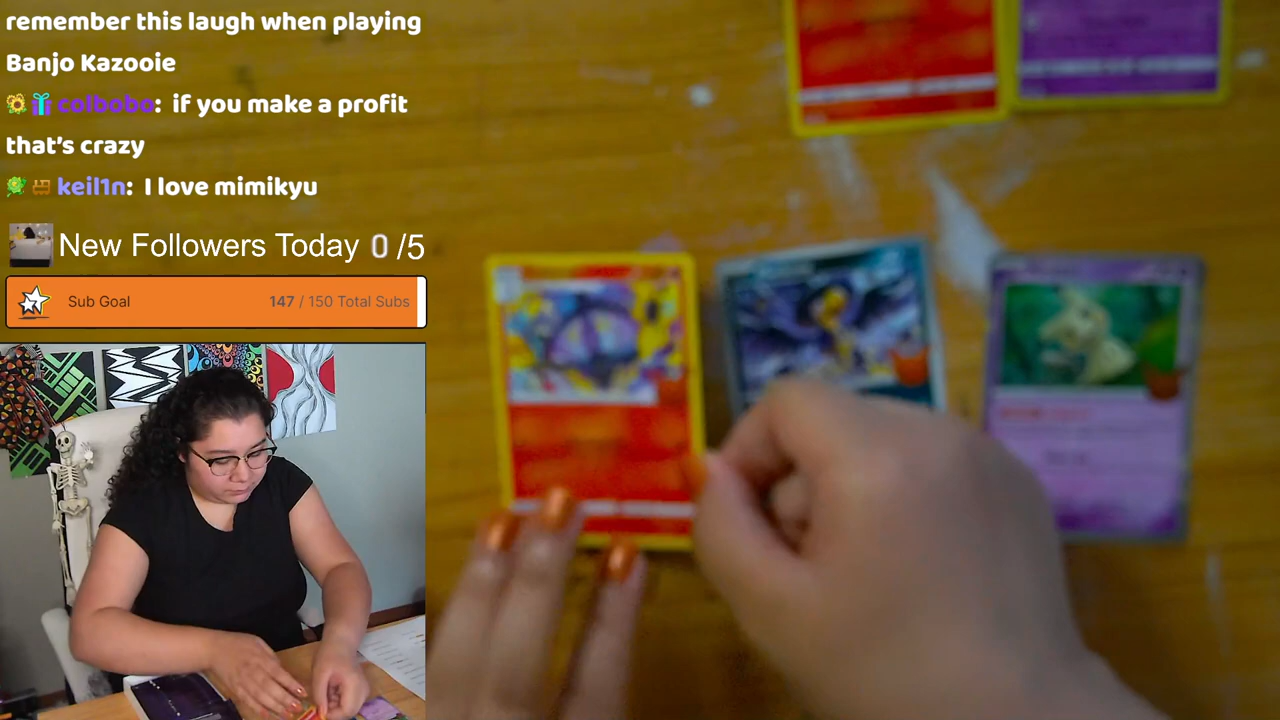 remember this laugh when playing
Banjo Kazooie
colbobo: if you make a profit
that's crazy
keil1n: I love mimikyu
New Followers Today 0 /5
Sub Goal 147 / 150 Total Subs